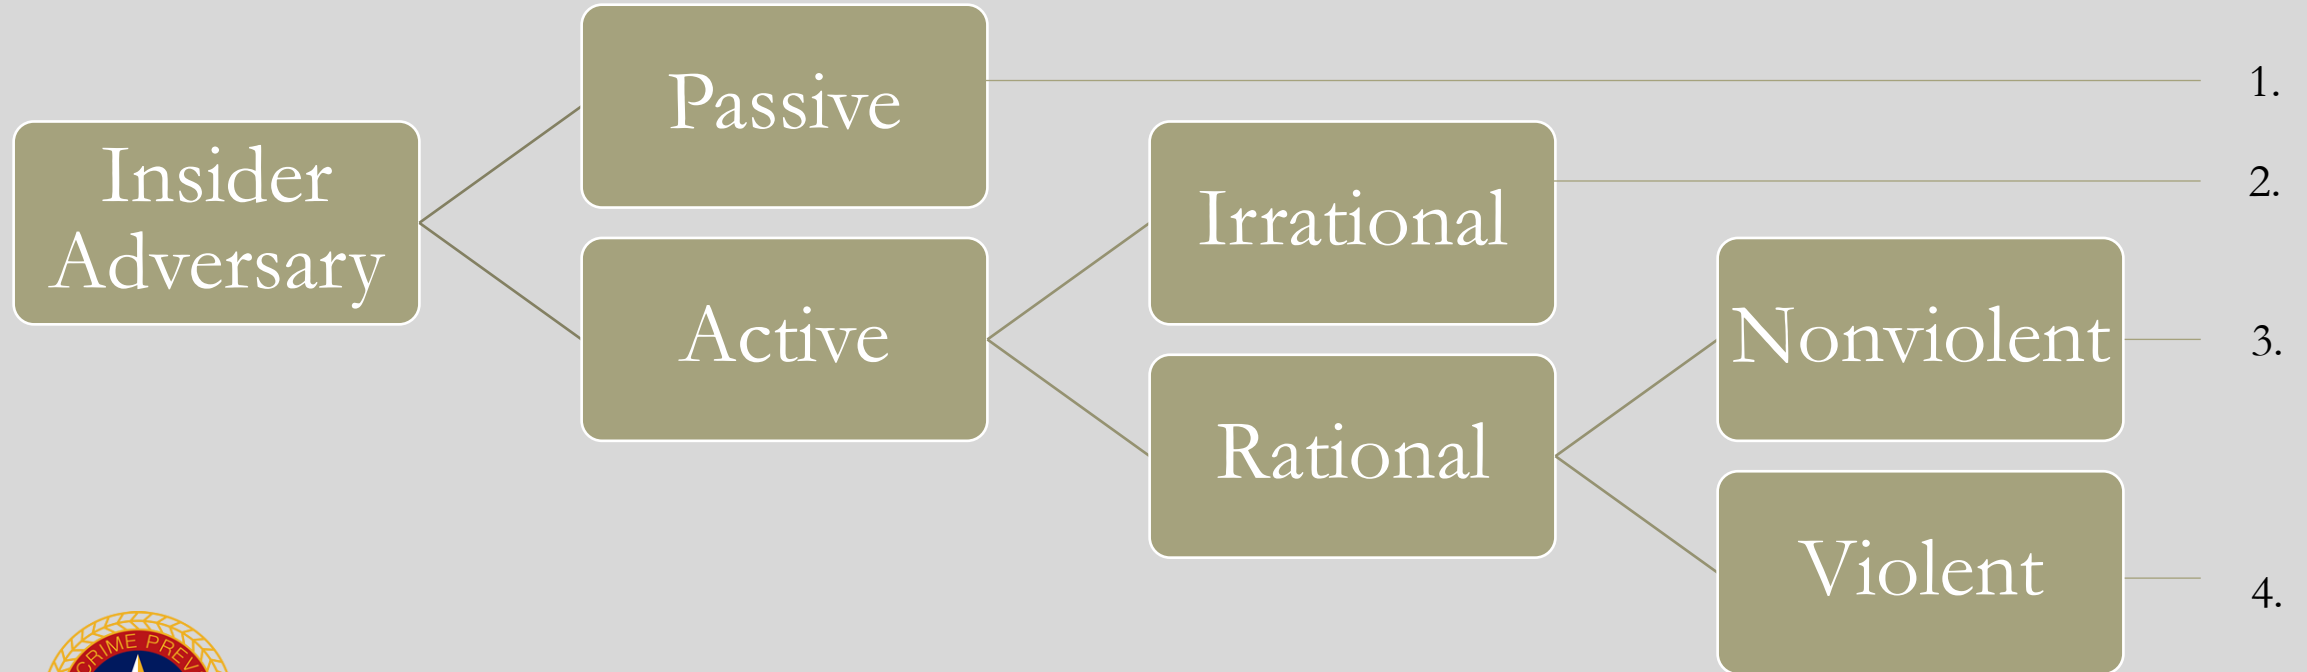 Insider
Adversary
Passive
Active
Irrational
Rational
Nonviolent
Violent
1.
2.
3.
4.
CRIME PREV